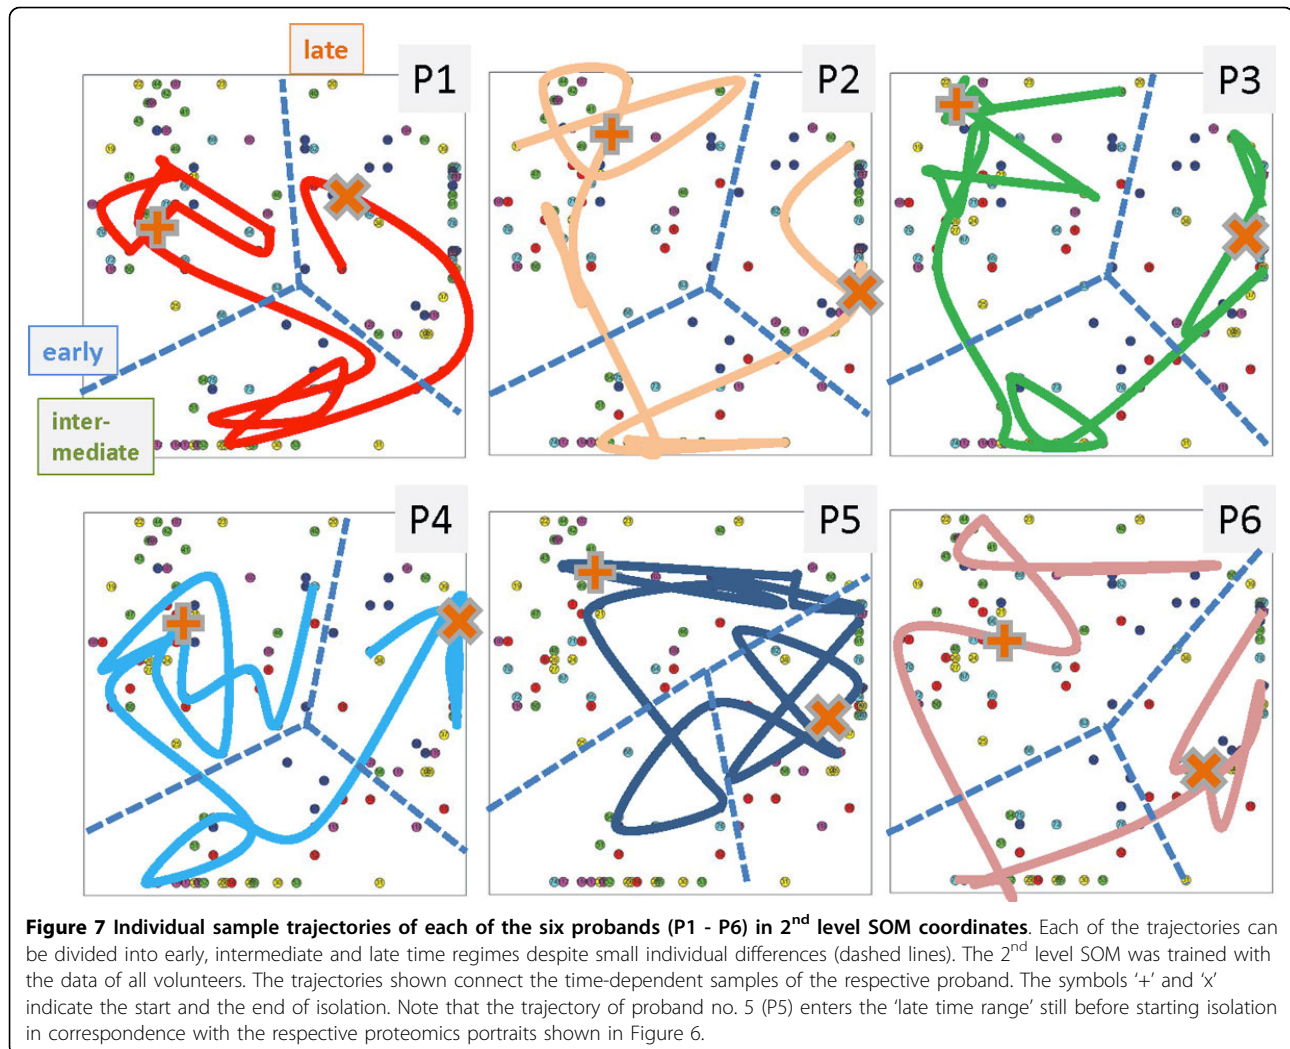 late
P1
P2
P3
early
inter-
mediate
P4
P5
P6
Figure 7 Individual sample trajectories of each of the six probands (P1 - P6) in 2nd level SOM coordinates. Each of the trajectories can
be divided into early, intermediate and late time regimes despite small individual differences (dashed lines). The 2nd level SOM was trained with
the data of all volunteers. The trajectories shown connect the time-dependent samples of the respective proband. The symbols ‘+’ and ‘x’
indicate the start and the end of isolation. Note that the trajectory of proband no. 5 (P5) enters the ‘late time range’ still before starting isolation
in correspondence with the respective proteomics portraits shown in Figure 6.